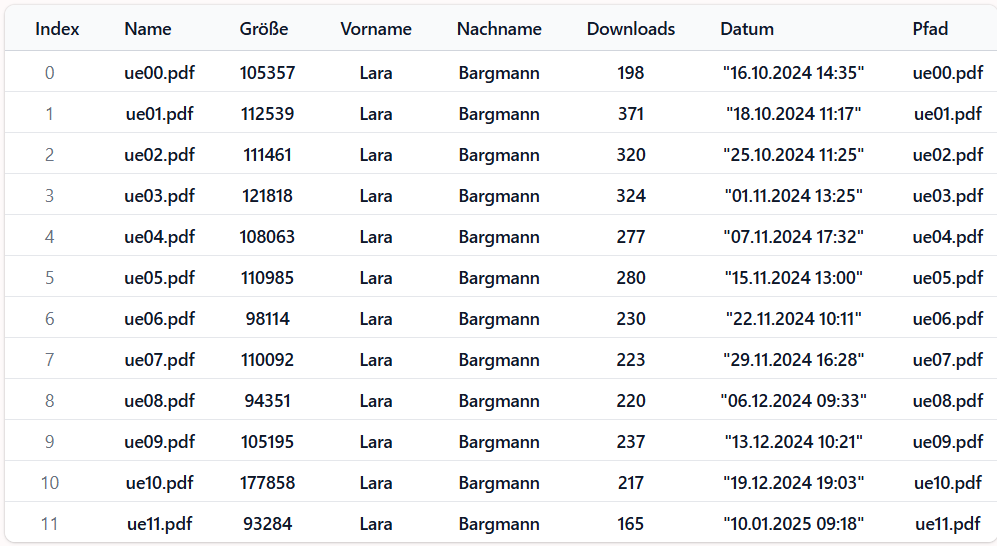 Index Name Größe Vorname Nachname Downloads Datum Pfad
0 ue00.pdf 105357 Lara Bargmann 198 "16.10.2024 14:35" ue00.pdf
1 ue01.pdf 112539 Lara Bargmann 371 "18.10.2024 11:17" ue01.pdf
2 ue02.pdf 111461 Lara Bargmann 320 "25.10.2024 11:25" ue02.pdf
3 ue03.pdf 121818 Lara Bargmann 324 "01.11.2024 13:25" ue03.pdf
4 ue04.pdf 108063 Lara Bargmann 277 "07.11.2024 17:32" ue04.pdf
5 ue05.pdf 110985 Lara Bargmann 280 "15.11.2024 13:00" ue05.pdf
6 ue06.pdf 98114 Lara Bargmann 230 "22.11.2024 10:11" ue06.pdf
7 ue07.pdf 110092 Lara Bargmann 223 "29.11.2024 16:28" ue07.pdf
8 ue08.pdf 94351 Lara Bargmann 220 "06.12.2024 09:33" ue08.pdf
9 ue09.pdf 105195 Lara Bargmann 237 "13.12.2024 10:21" ue09.pdf
10 ue10.pdf 177858 Lara Bargmann 217 "19.12.2024 19:03" ue10.pdf
11 ue11.pdf 93284 Lara Bargmann 165 "10.01.2025 09:18" ue11.pdf